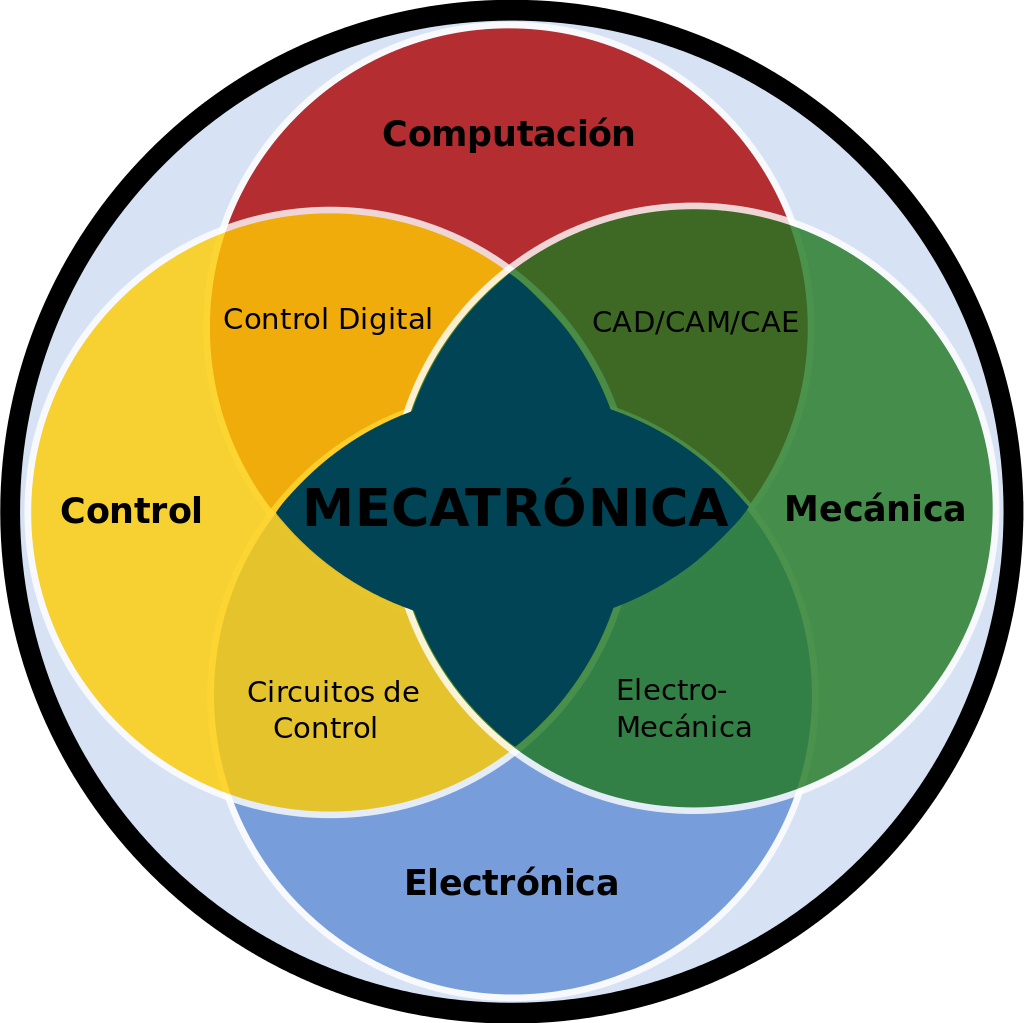 Computación
Control Digital
CAD/CAM/CAE
Control
MECATRÓNICA
Mecánica
Circuitos de
Control
Electro-
Mecánica
Electrónica